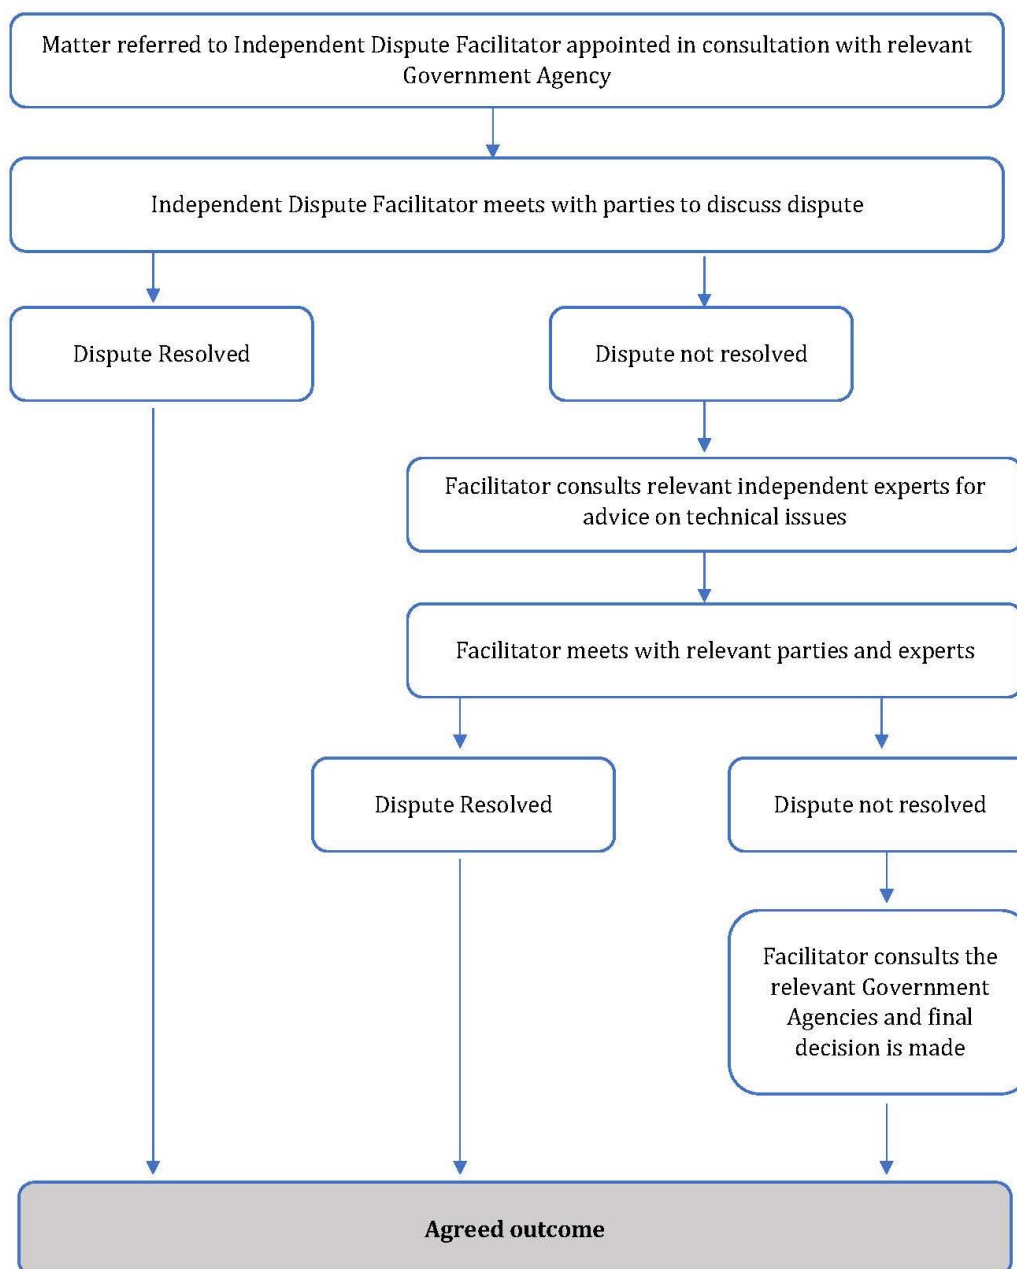 Matter referred to Independent Dispute Facilitator appointed in consultation with relevant
Government Agency
Independent Dispute Facilitator meets with parties to discuss dispute
Dispute Resolved
Dispute not resolved
Facilitator consults relevant independent experts for
advice on technical issues
Facilitator meets with relevant parties and experts
Dispute Resolved
Dispute not resolved
Facilitator consults the
relevant Government
Agencies and final
decision is made
Agreed outcome